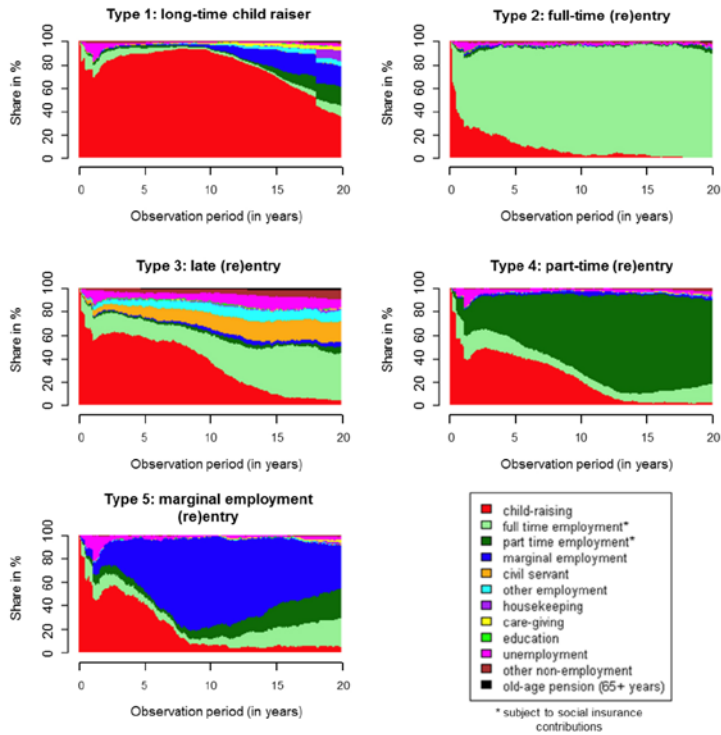 Type 1: long-time child raiser
Share in %
0 20 40 60 80 100
0 5 10 15 20
Observation period (in years)
Type 2: full-time (re)entry
Share in %
0 20 40 60 80 100
0 5 10 15 20
Observation period (in years)
Type 3: late (re)entry
Share in %
0 20 40 60 80 100
0 5 10 15 20
Observation period (in years)
Type 4: part-time (re)entry
Share in %
0 20 40 60 80 100
0 5 10 15 20
Observation period (in years)
Type 5: marginal employment
(re)entry
Share in %
0 20 40 60 80 100
0 5 10 15 20
Observation period (in years)
child-raising
full time employment*
part time employment*
marginal employment
civil servant
other employment
housekeeping
care-giving
education
unemployment
other non-employment
old-age pension (65+ years)
* subject to social insurance
contributions